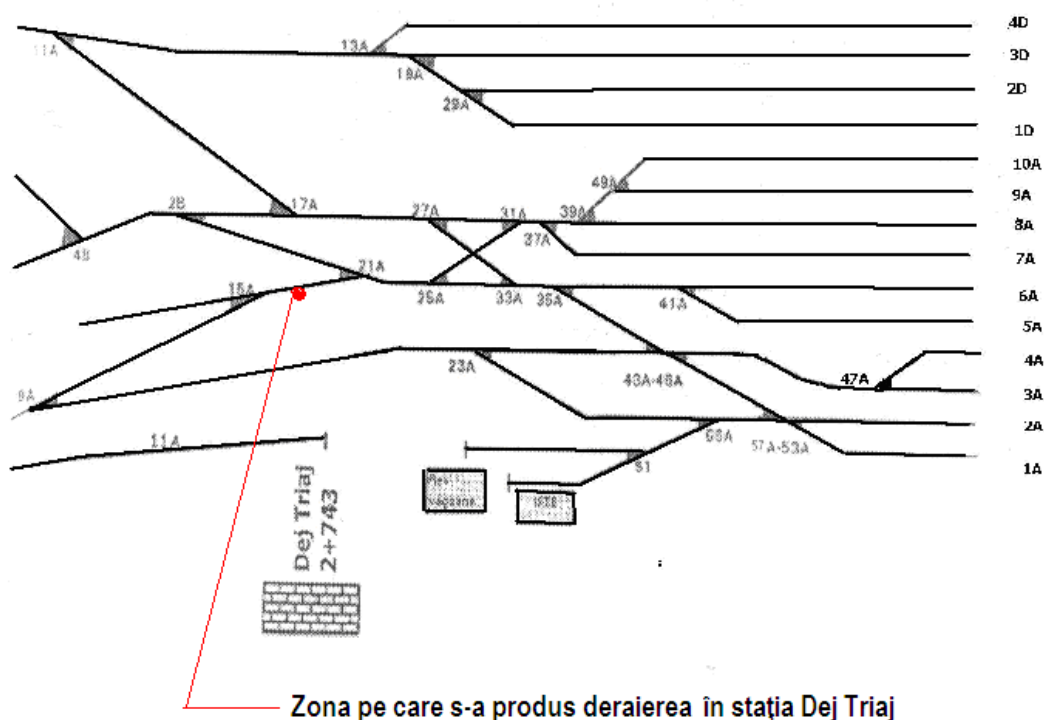 4D
13A
11A
3D
19A
2D
29A
1D
10A
49A
9A
2B
17A
27A
31A
39A
8A
37A
4B
7A
21A
15A
25A
33A
35A
41A
6A
5A
23A
43A-45A
4A
47A
3A
9A
2A
11A
57A-53A
1A
51
Dej Triaj
2+743
Zona pe care s-a produs deraierea în stația Dej Triaj